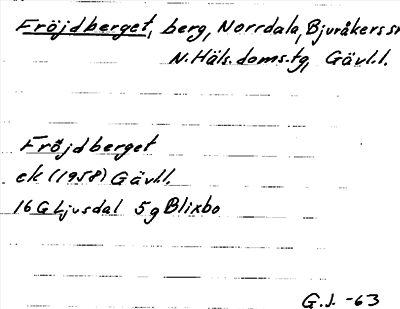 Fröjdberget, berg, Norrdala, Bjuråkers sn
N. Häls. doms. tg, Gävl. l.
Fröjdberget
ek (1958) Gävl. l.
16 G Ljusdal 5 g Blixbo
G. J. -63